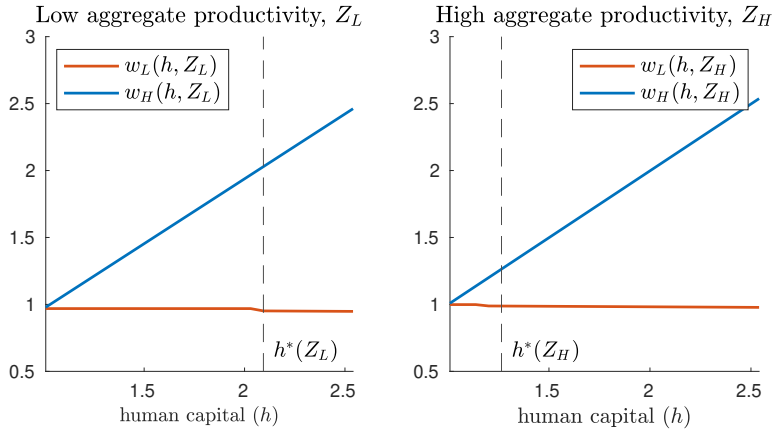 Low aggregate productivity, $Z_L$
3
2.5
2
1.5
1
0.5
$w_L(h, Z_L)$
$w_H(h, Z_L)$
$h^*(Z_L)$
1.5
2
2.5
human capital ($h$)
High aggregate productivity, $Z_H$
3
2.5
2
1.5
1
0.5
$w_L(h, Z_H)$
$w_H(h, Z_H)$
$h^*(Z_H)$
1.5
2
2.5
human capital ($h$)